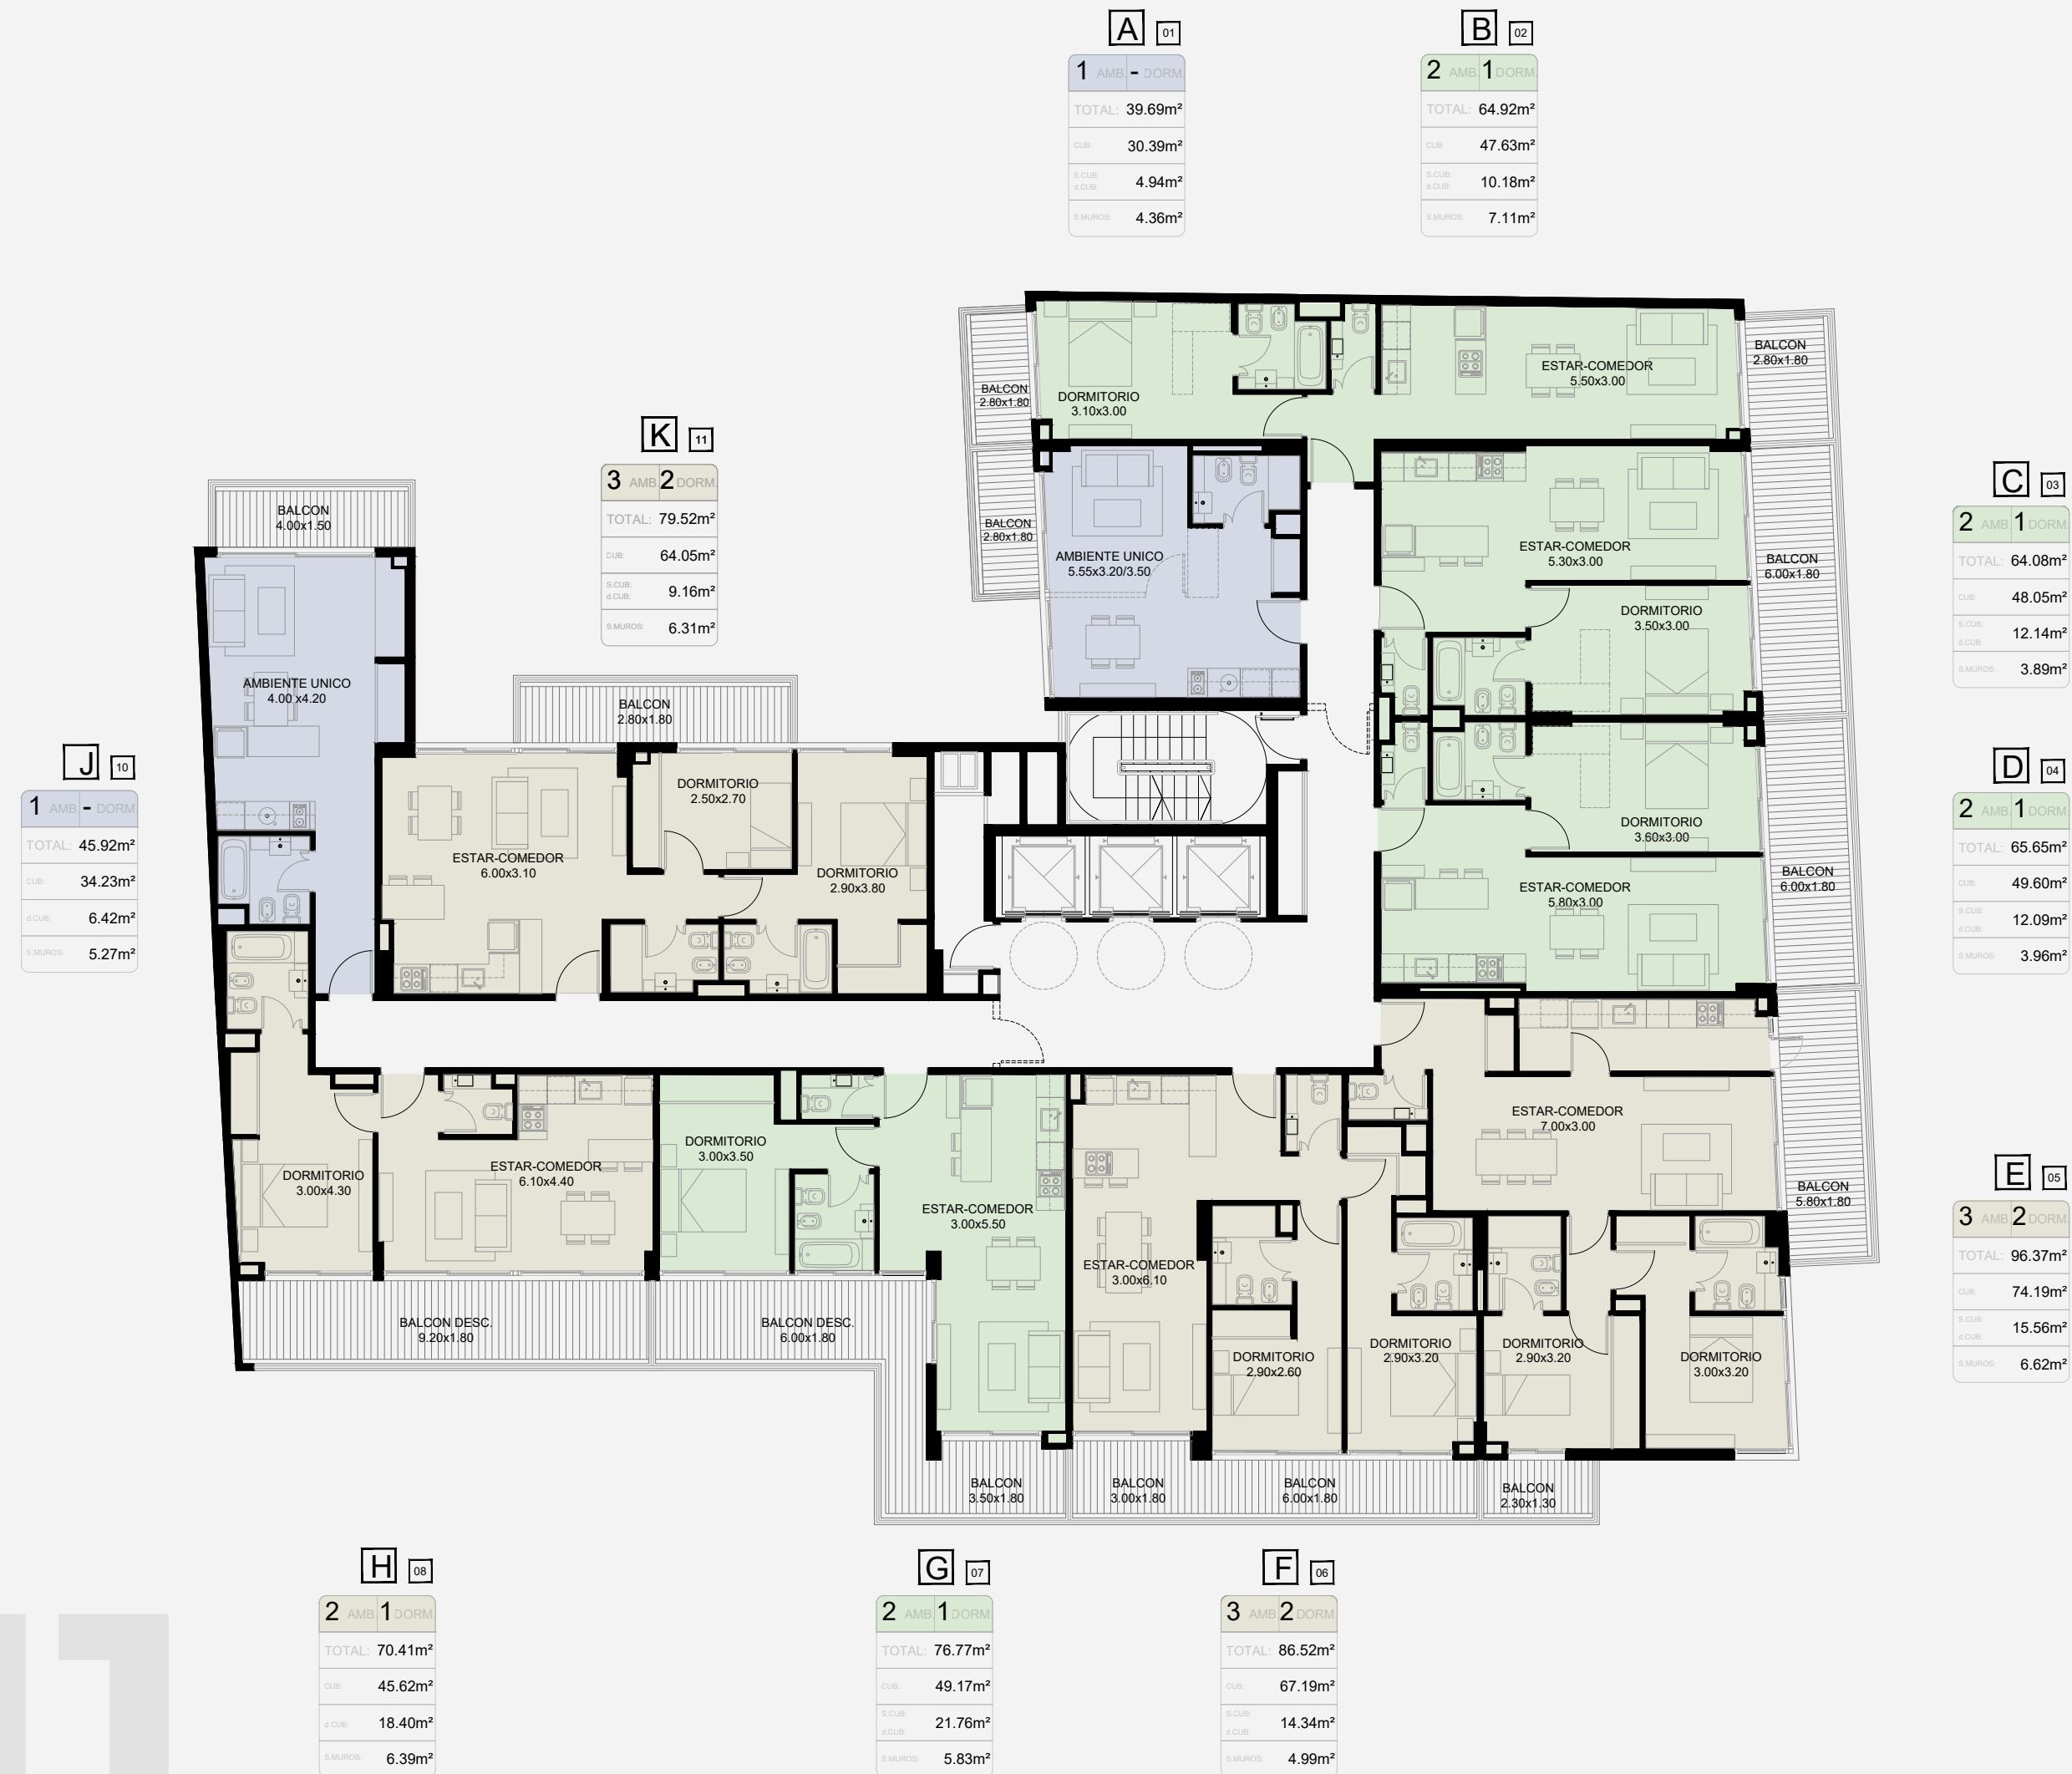 A 01
1 AMB. - DORM.
TOTAL: 39.69m²
CUB: 30.39m²
S.CUB: d.CUB: 4.94m²
S.MUROS: 4.36m²
B 02
2 AMB. 1 DORM.
TOTAL: 64.92m²
CUB: 47.63m²
S.CUB: d.CUB: 10.18m²
S.MUROS: 7.11m²
K 11
3 AMB. 2 DORM.
TOTAL: 79.52m²
CUB: 64.05m²
S.CUB: d.CUB: 9.16m²
S.MUROS: 6.31m²
C 03
2 AMB. 1 DORM.
TOTAL: 64.08m²
CUB: 48.05m²
S.CUB: d.CUB: 12.14m²
S.MUROS: 3.89m²
J 10
1 AMB. - DORM.
TOTAL: 45.92m²
CUB: 34.23m²
d.CUB: 6.42m²
S.MUROS: 5.27m²
D 04
2 AMB. 1 DORM.
TOTAL: 65.65m²
CUB: 49.60m²
S.CUB: d.CUB: 12.09m²
S.MUROS: 3.96m²
E 05
3 AMB. 2 DORM.
TOTAL: 96.37m²
CUB: 74.19m²
S.CUB: d.CUB: 15.56m²
S.MUROS: 6.62m²
BALCON
2.80x1.80
ESTAR-COMEDOR
5.50x3.00
BALCON
2.80x1.80
DORMITORIO
3.10x3.00
BALCON
4.00x1.50
BALCON
2.80x1.80
AMBIENTE UNICO
5.55x3.20/3.50
ESTAR-COMEDOR
5.30x3.00
BALCON
6.00x1.80
DORMITORIO
3.50x3.00
AMBIENTE UNICO
4.00 x4.20
BALCON
2.80x1.80
DORMITORIO
2.50x2.70
DORMITORIO
3.60x3.00
ESTAR-COMEDOR
6.00x3.10
DORMITORIO
2.90x3.80
ESTAR-COMEDOR
5.80x3.00
BALCON
6.00x1.80
ESTAR-COMEDOR
7.00x3.00
DORMITORIO
3.00x4.30
ESTAR-COMEDOR
6.10x4.40
DORMITORIO
3.00x3.50
ESTAR-COMEDOR
3.00x5.50
BALCON
5.80x1.80
ESTAR-COMEDOR
3.00x6.10
BALCON DESC.
9.20x1.80
BALCON DESC.
6.00x1.80
DORMITORIO
2.90x2.60
DORMITORIO
2.90x3.20
DORMITORIO
2.90x3.20
DORMITORIO
3.00x3.20
BALCON
3.50x1.80
BALCON
3.00x1.80
BALCON
6.00x1.80
BALCON
2.30x1.30
H 08
2 AMB. 1 DORM.
TOTAL: 70.41m²
CUB: 45.62m²
d.CUB: 18.40m²
S.MUROS: 6.39m²
G 07
2 AMB. 1 DORM.
TOTAL: 76.77m²
CUB: 49.17m²
S.CUB: d.CUB: 21.76m²
S.MUROS: 5.83m²
F 06
3 AMB. 2 DORM.
TOTAL: 86.52m²
CUB: 67.19m²
S.CUB: d.CUB: 14.34m²
S.MUROS: 4.99m²